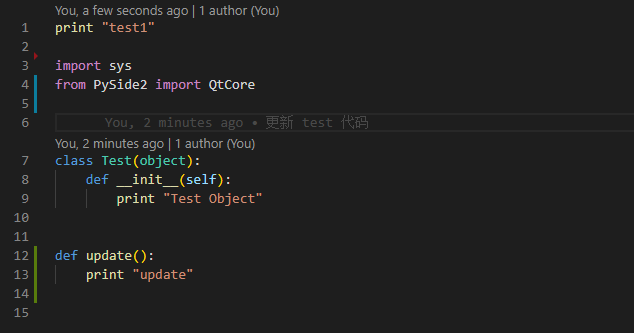 You, a few seconds ago | 1 author (You)
1 print "test1"
2
3 import sys
4 from PySide2 import QtCore
5
6 You, 2 minutes ago • 更新 test 代码
You, 2 minutes ago | 1 author (You)
7 class Test(object):
8     def __init__(self):
9         print "Test Object"
10
11
12 def update():
13     print "update"
14
15